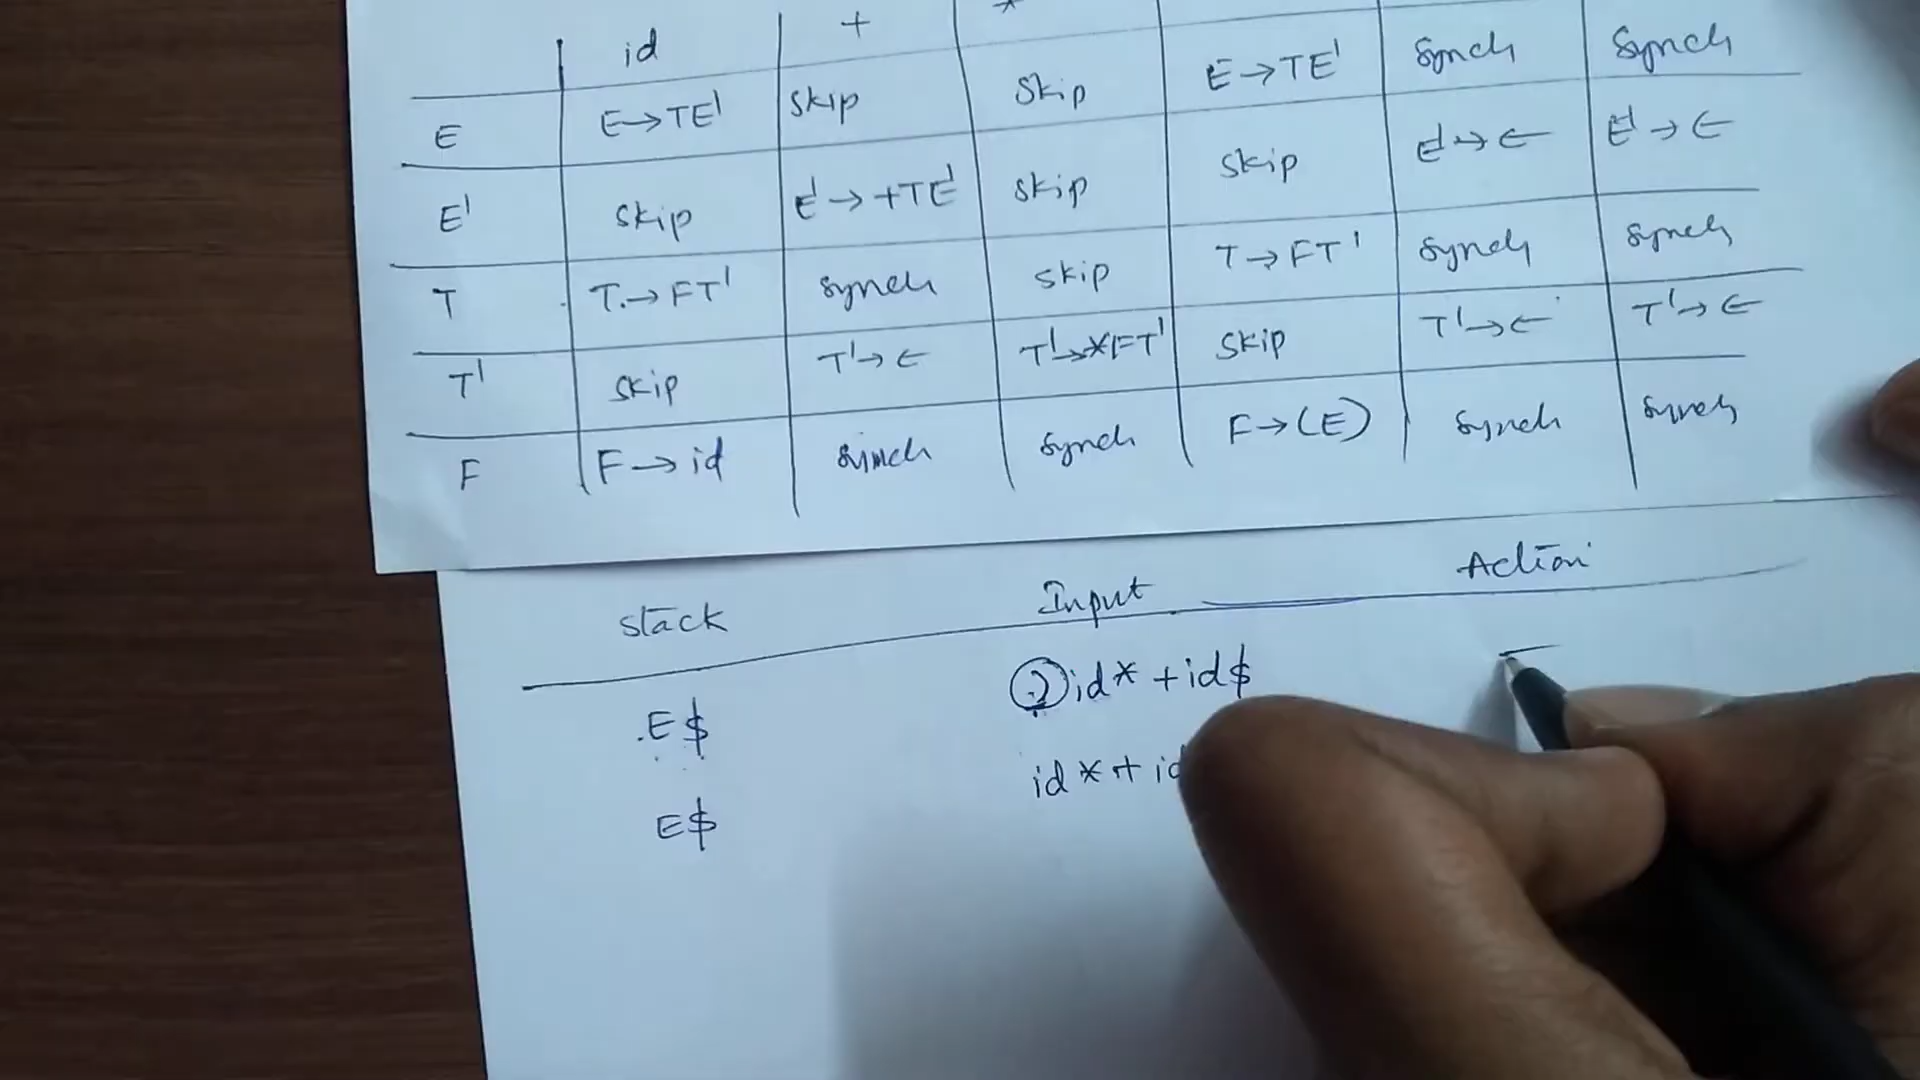 id + *
E E→TE' Skip Skip E→TE' Synch Synch
E' Skip E'→+TE' Skip Skip E'→ϵ E'→ϵ
T T→FT' Synch Skip T→FT' Synch Synch
T' Skip T'→ϵ T'→*FT' Skip T'→ϵ T'→ϵ
F F→id Synch Synch F→(E) Synch Synch
Stack Input Action
E$ )id*+id$
E$ id*+id